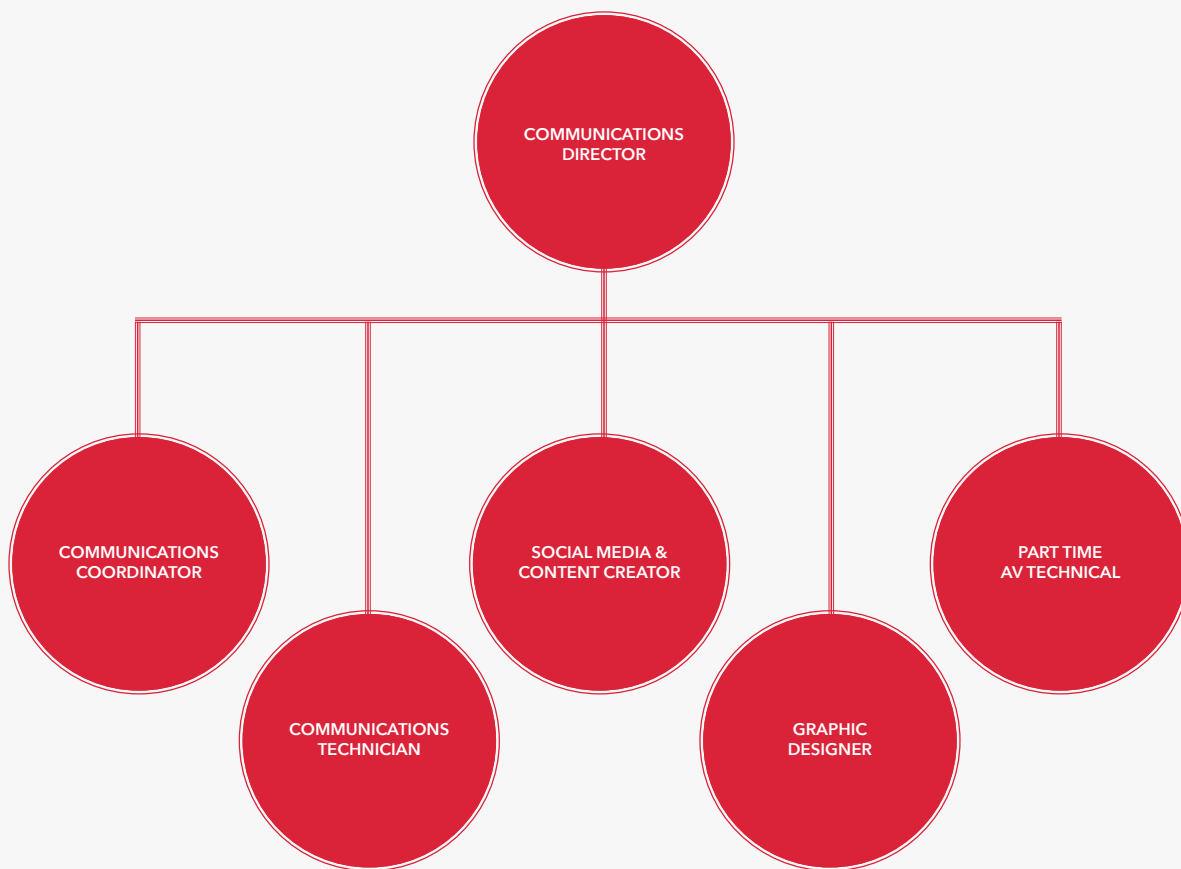 COMMUNICATIONS
DIRECTOR
COMMUNICATIONS
COORDINATOR
SOCIAL MEDIA &
CONTENT CREATOR
PART TIME
AV TECHNICAL
COMMUNICATIONS
TECHNICIAN
GRAPHIC
DESIGNER